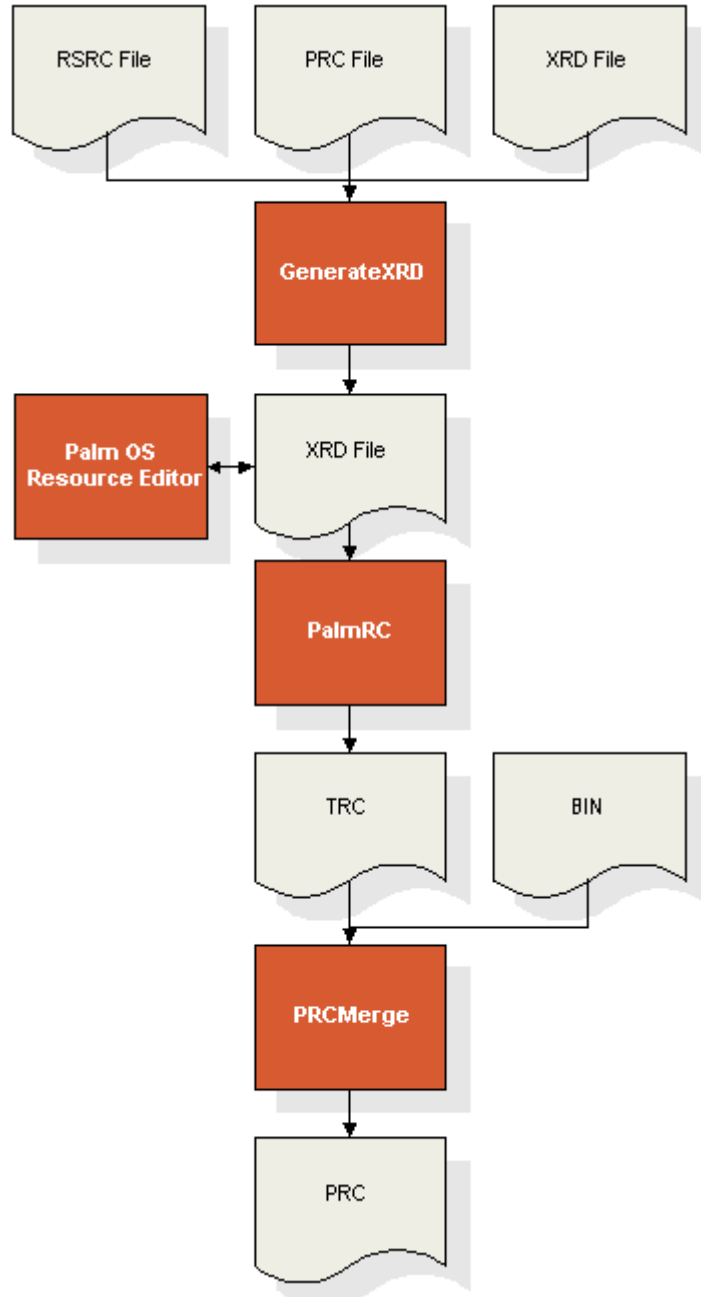 RSRC File
PRC File
XRD File
GenerateXRD
Palm OS
Resource Editor
XRD File
PalmRC
TRC
BIN
PRCMerge
PRC